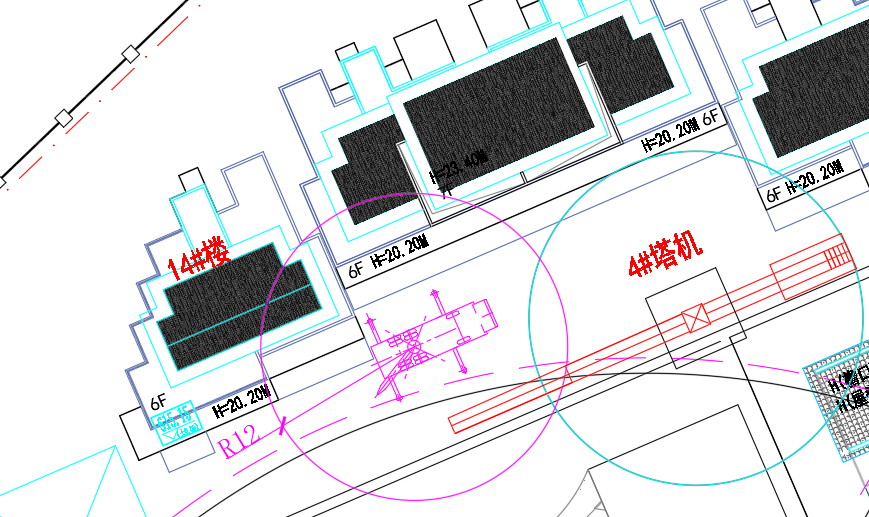 6F
H=20.20M
H=23.40M
7F
6F H=20.20M
14#楼
4#塔机
6F H=20.20M
6F
H=20.20M
R12